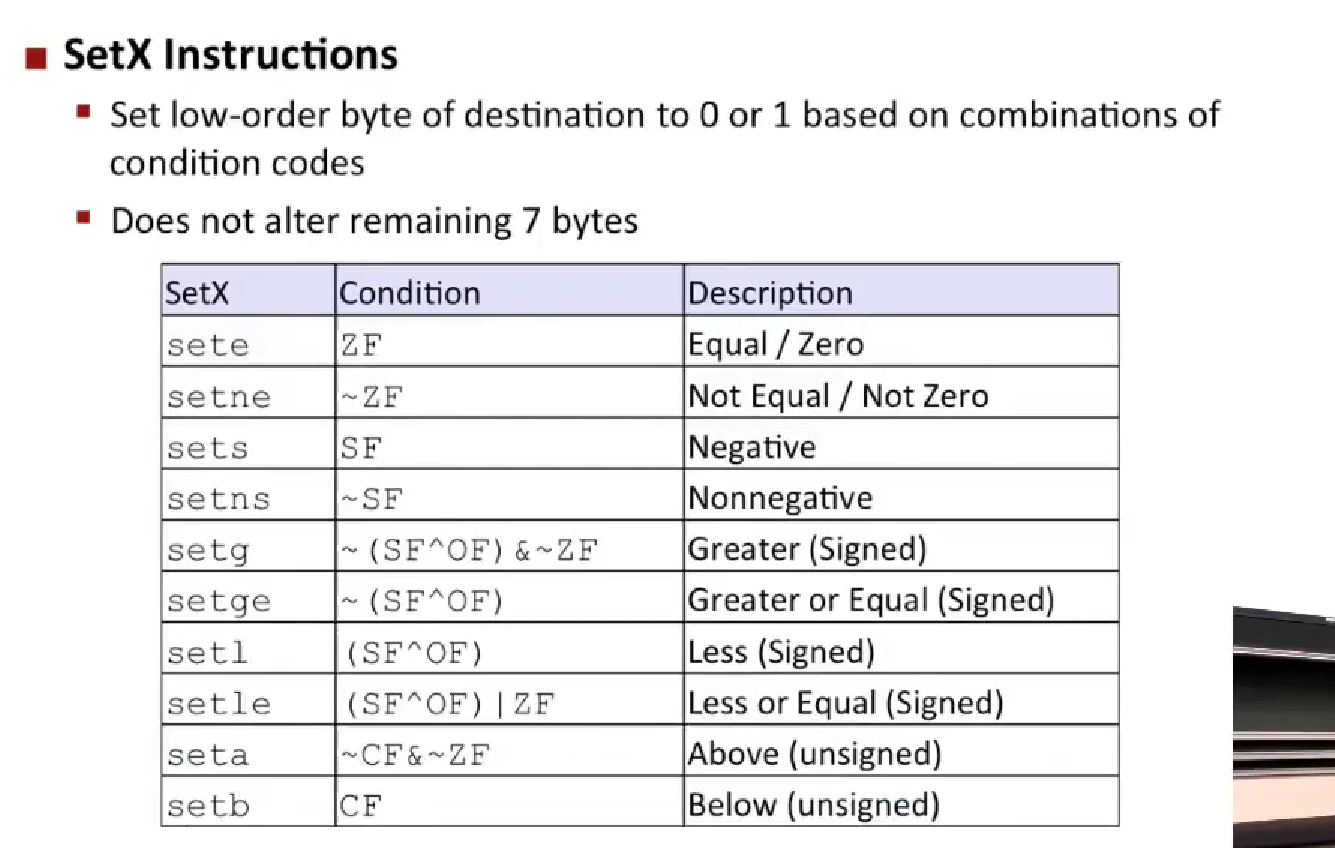 SetX Instructions
Set low-order byte of destination to 0 or 1 based on combinations of
condition codes
Does not alter remaining 7 bytes
SetX Condition Description
sete ZF Equal / Zero
setne ~ZF Not Equal / Not Zero
sets SF Negative
setns ~SF Nonnegative
setg ~(SF^OF)&~ZF Greater (Signed)
setge ~(SF^OF) Greater or Equal (Signed)
setl (SF^OF) Less (Signed)
setle (SF^OF)|ZF Less or Equal (Signed)
seta ~CF&~ZF Above (unsigned)
setb CF Below (unsigned)